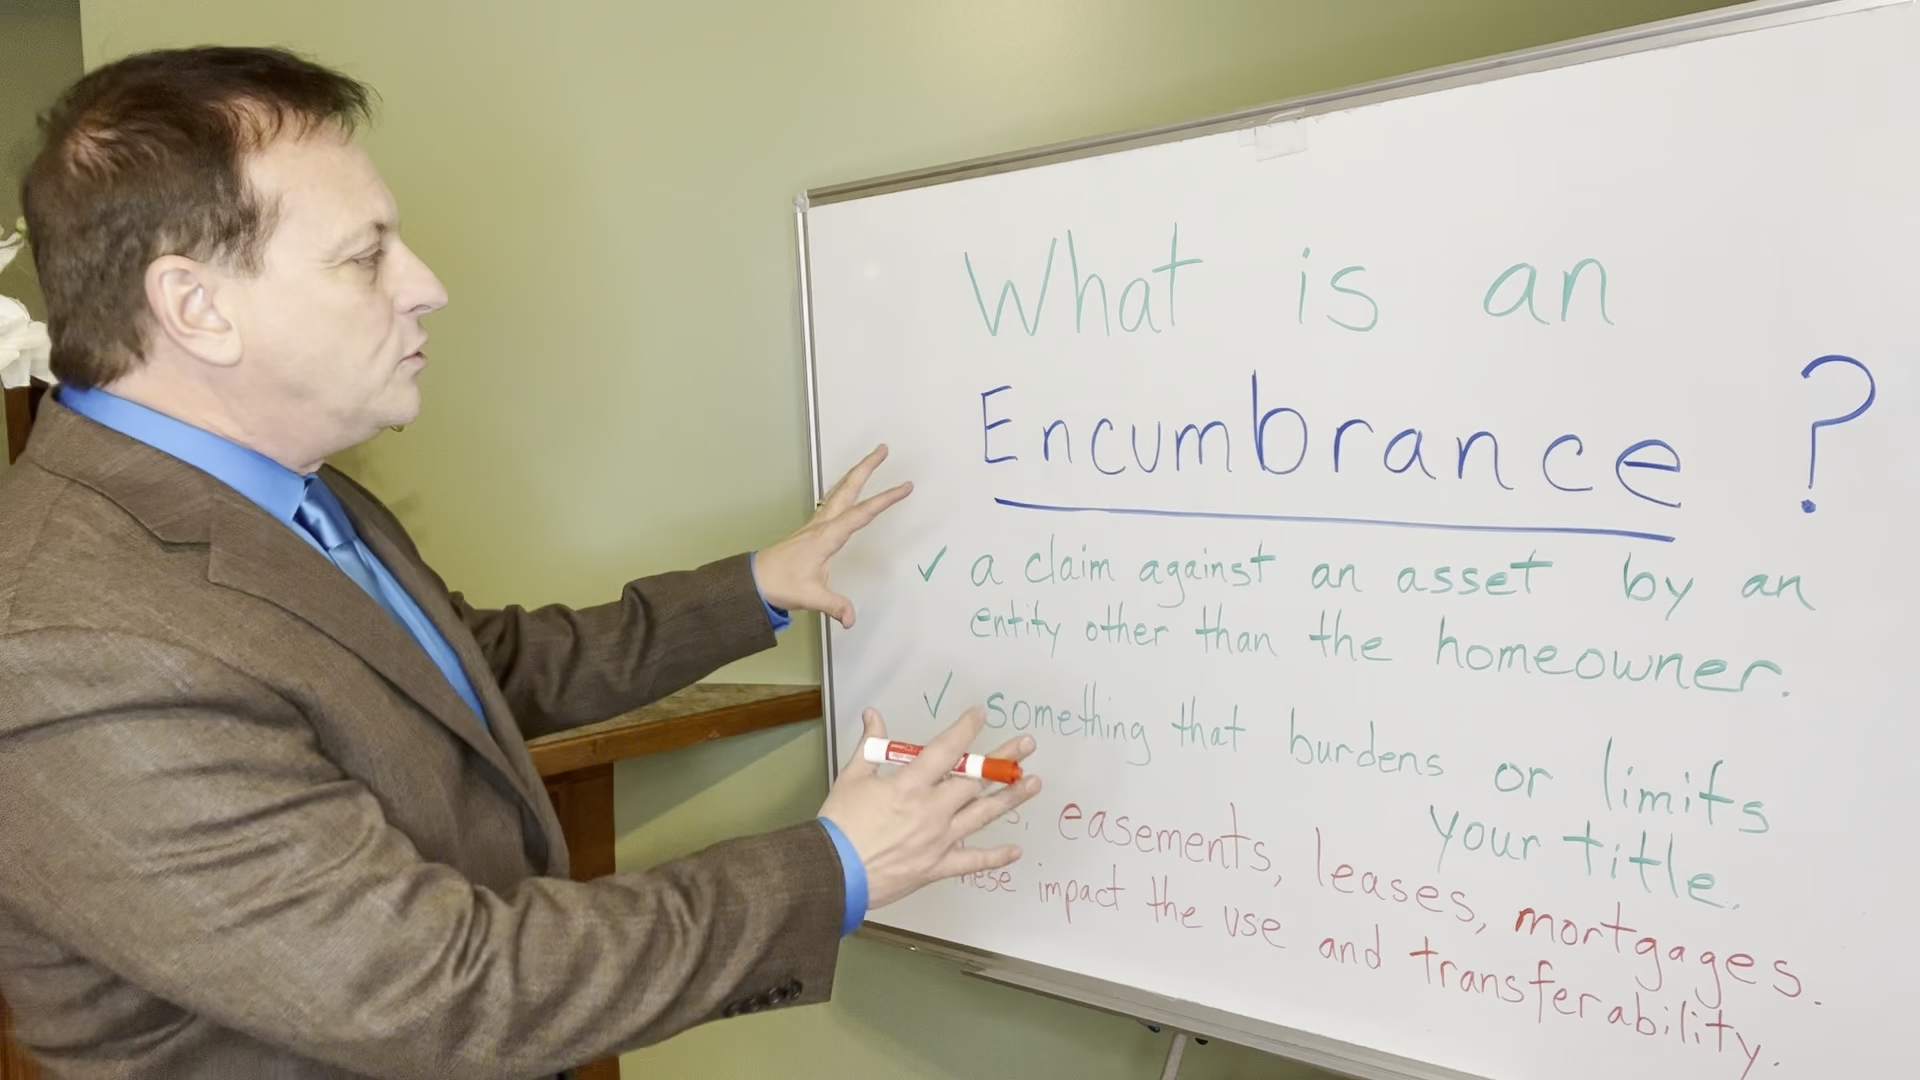 What is an
Encumbrance ?
✓ a claim against an asset by an
entity other than the homeowner.
✓ something that burdens or limits
your title.
easements, leases, mortgages.
impact the use and transferability.